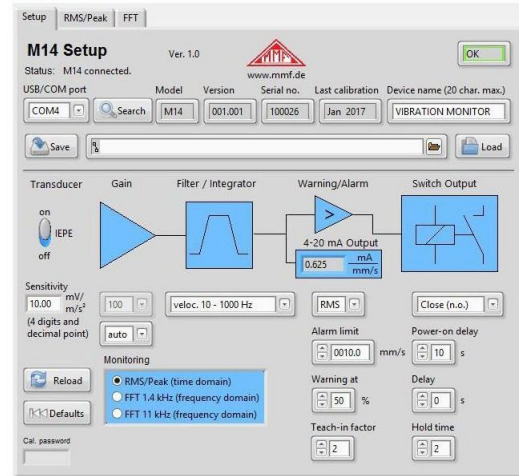 Setup RMS/Peak FFT
M14 Setup Ver. 1.0 MMF OK
Status: M14 connected. www.mmf.de
USB/COM port Model Version Serial no. Last calibration Device name (20 char. max.)
COM4 Search M14 001.001 100026 Jan 2017 VIBRATION MONITOR
Save Load
Transducer Gain Filter / Integrator Warning/Alarm Switch Output
on
IEPE
off
>
4-20 mA Output
0.625 mA
mm/s
Sensitivity
10.00 mV/
m/s²
(4 digits and
decimal point)
100 veloc. 10 - 1000 Hz RMS Close (n.o.)
auto
Alarm limit Power-on delay
0010.0 mm/s 10 s
Monitoring
RMS/Peak (time domain)
FFT 1.4 kHz (frequency domain)
FFT 11 kHz (frequency domain)
Reload
Defaults
Warning at Delay
50 % 0 s
Teach-in factor Hold time
2 2
Cal. password